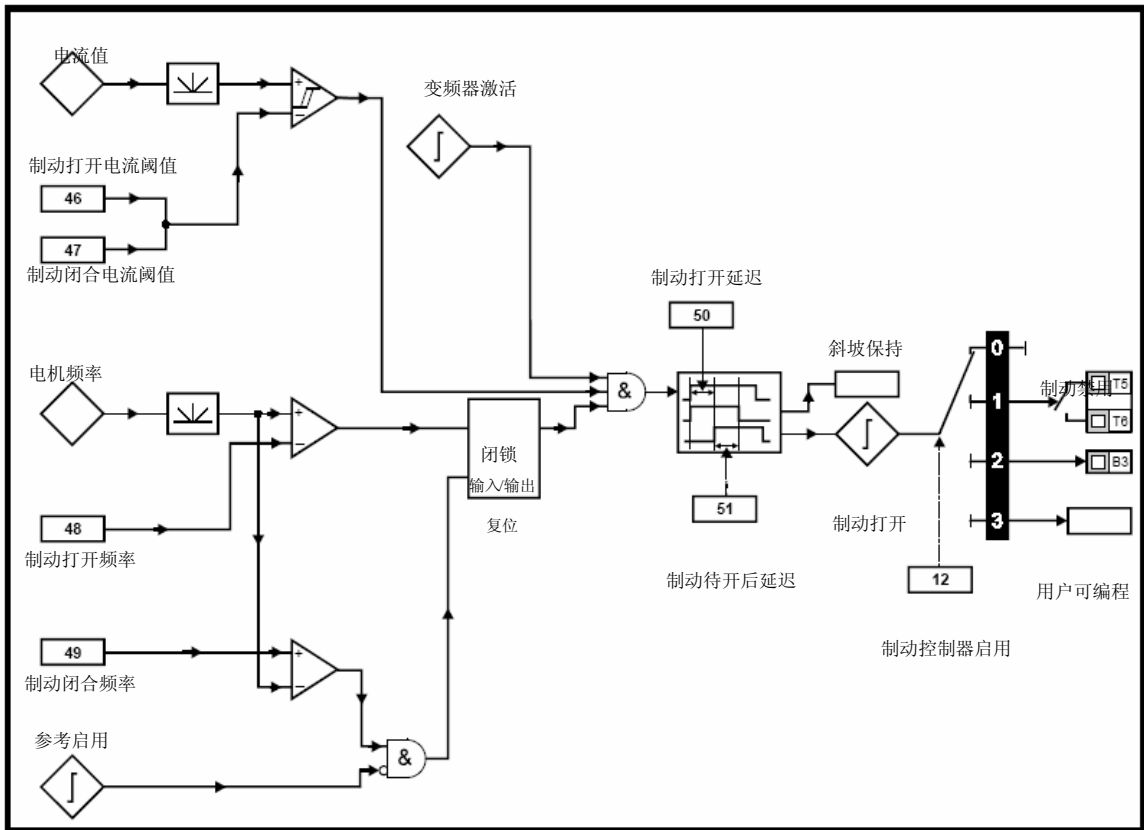 电流值
+
−
变频器激活
制动打开电流阈值
46
47
制动闭合电流阈值
制动打开延迟
50
斜坡保持
0
电机频率
&
制动禁用
T5
1
T6
+
−
闭锁
输入/输出
复位
2
B3
51
48
制动打开频率
制动打开
3
制动待开后延迟
12
用户可编程
49
+
−
制动闭合频率
制动控制器启用
参考启用
&